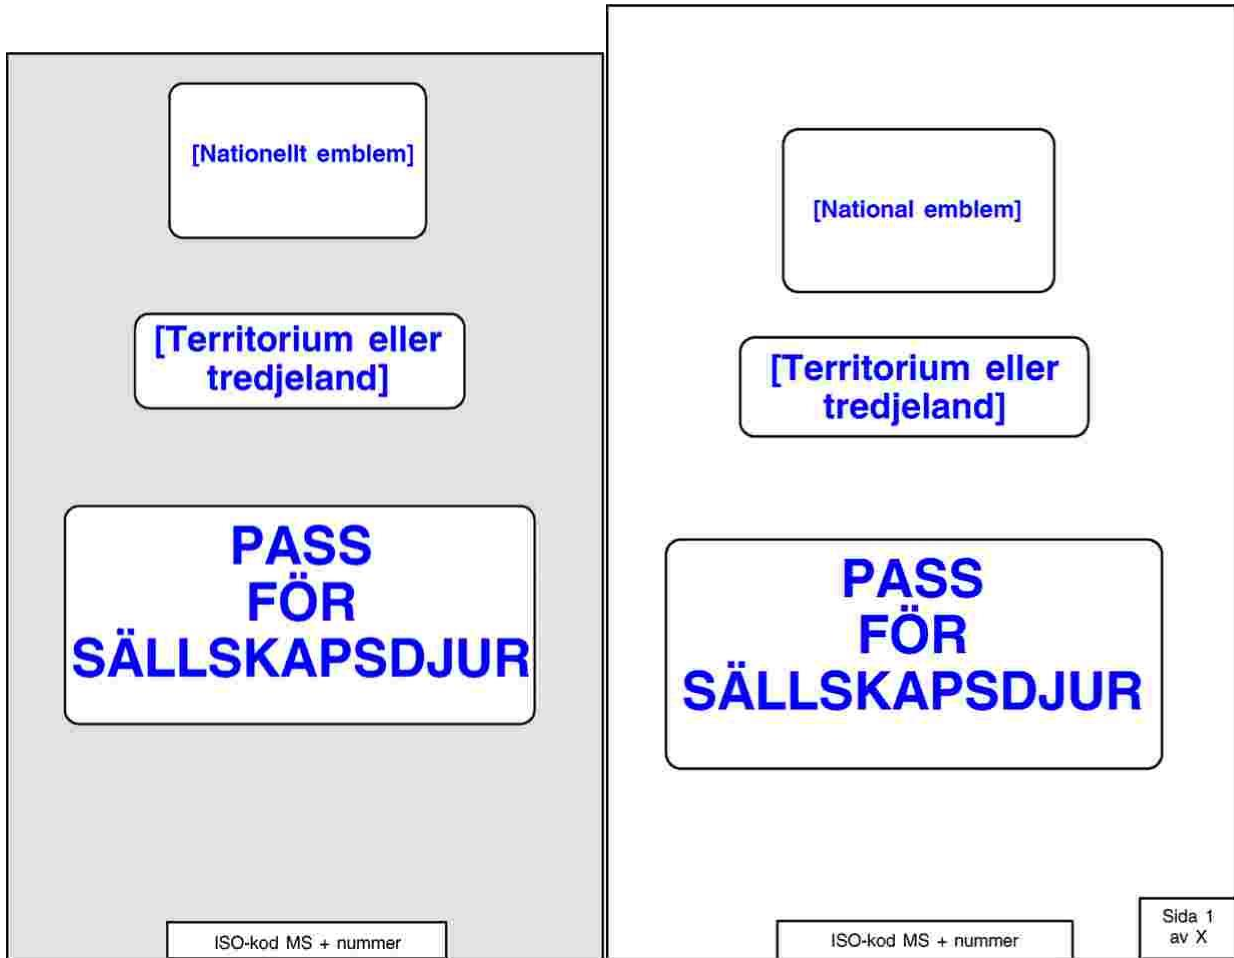 [Nationellt emblem]
[Territorium eller
tredjeland]
PASS
FÖR
SÄLLSKAPSDJUR
ISO-kod MS + nummer
[National emblem]
[Territorium eller
tredjeland]
PASS
FÖR
SÄLLSKAPSDJUR
ISO-kod MS + nummer
Sida 1
av X